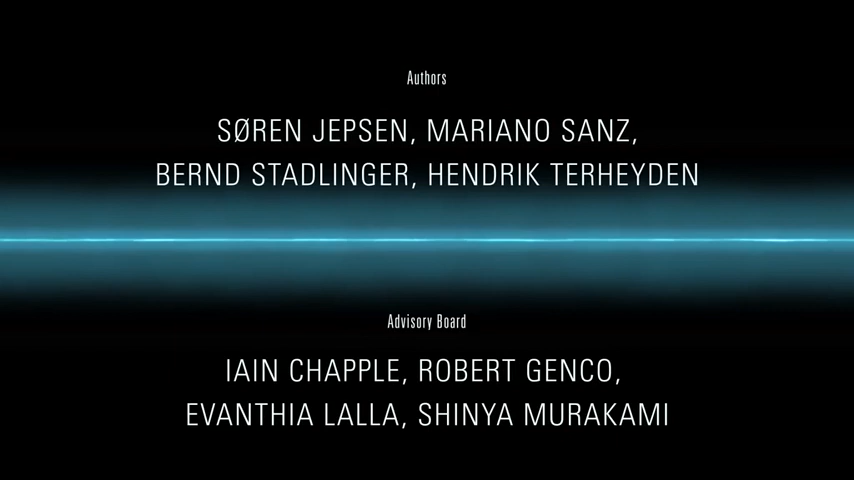 Authors
SØREN JEPSEN, MARIANO SANZ,
BERND STADLINGER, HENDRIK TERHEYDEN
Advisory Board
IAIN CHAPPLE, ROBERT GENCO,
EVANTHIA LALLA, SHINYA MURAKAMI